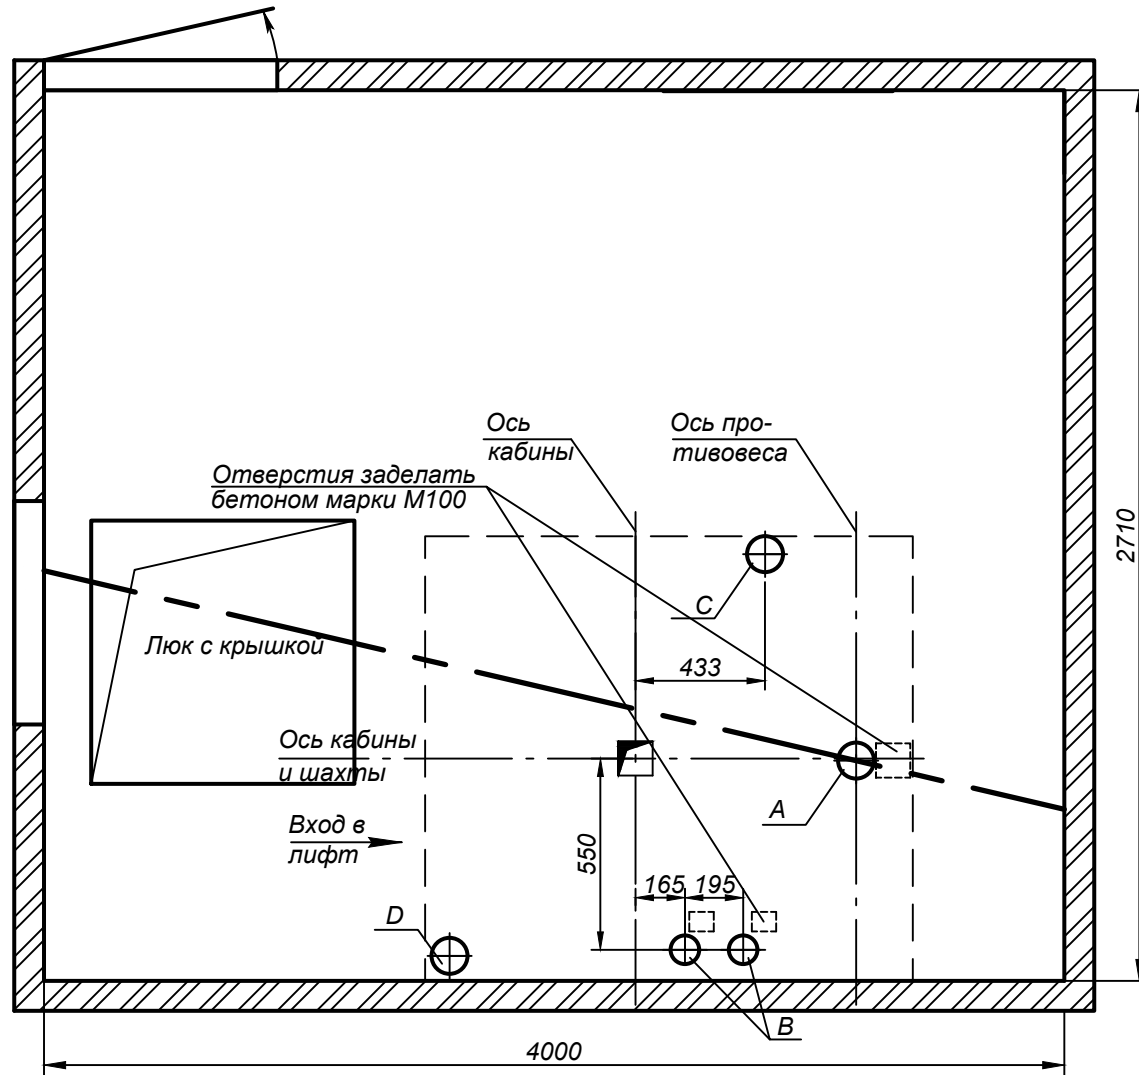 Ось
кабины
Ось про-
тивовеса
Отверстия заделать
бетоном марки М100
2710
C
Люк с крышкой
433
Ось кабины
и шахты
A
Вход в
лифт
550
165
195
D
B
4000